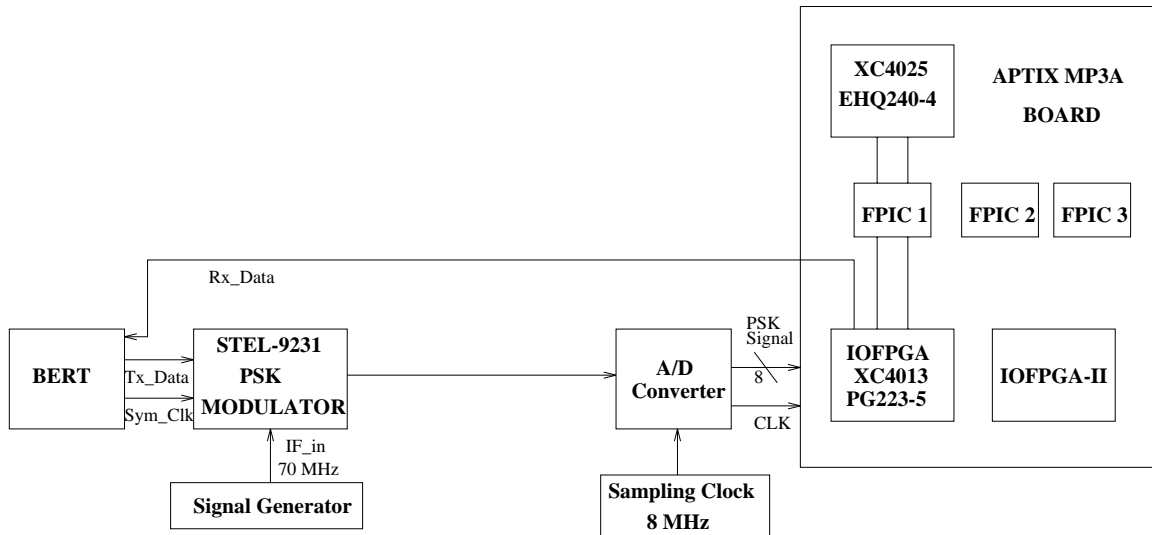 XC4025
EHQ240-4
APTIX MP3A
BOARD
FPIC 1
FPIC 2
FPIC 3
Rx_Data
BERT
Tx_Data
Sym_Clk
STEL-9231
PSK
MODULATOR
IF_in
70 MHz
Signal Generator
A/D
Converter
PSK
Signal
8
CLK
Sampling Clock
8 MHz
IOFPGA
XC4013
PG223-5
IOFPGA-II